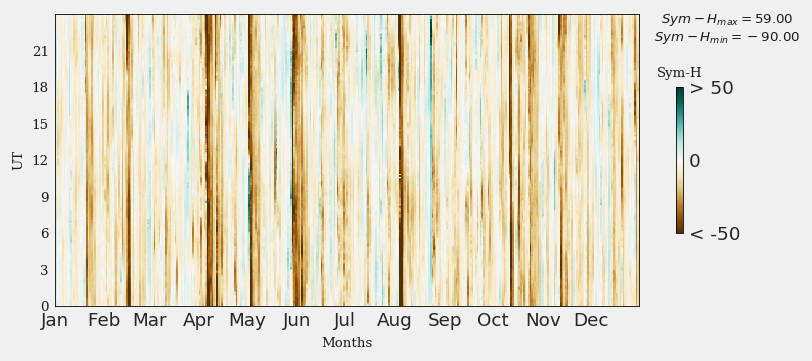 Sym − H_max = 59.00
Sym − H_min = − 90.00
Sym-H
> 50
0
< -50
21
18
15
12
9
6
3
0
UT
Jan Feb Mar Apr May Jun Jul Aug Sep Oct Nov Dec
Months